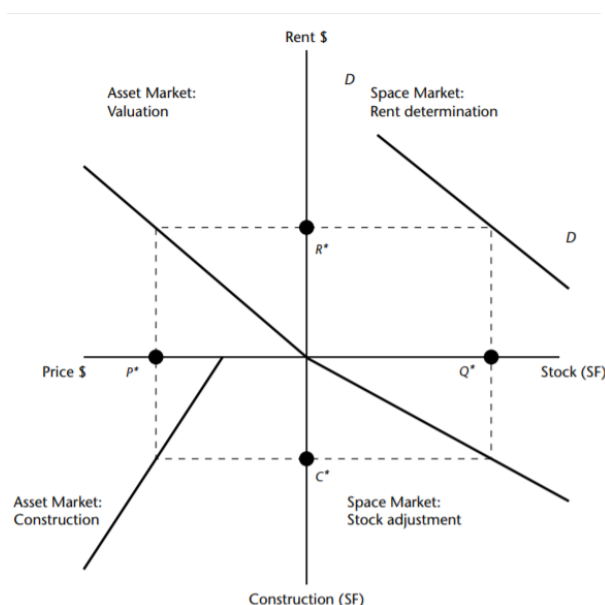 Rent $
D
Asset Market:
Valuation
Space Market:
Rent determination
D
R*
Price $
P*
Q*
Stock (SF)
C*
Asset Market:
Construction
Space Market:
Stock adjustment
Construction (SF)